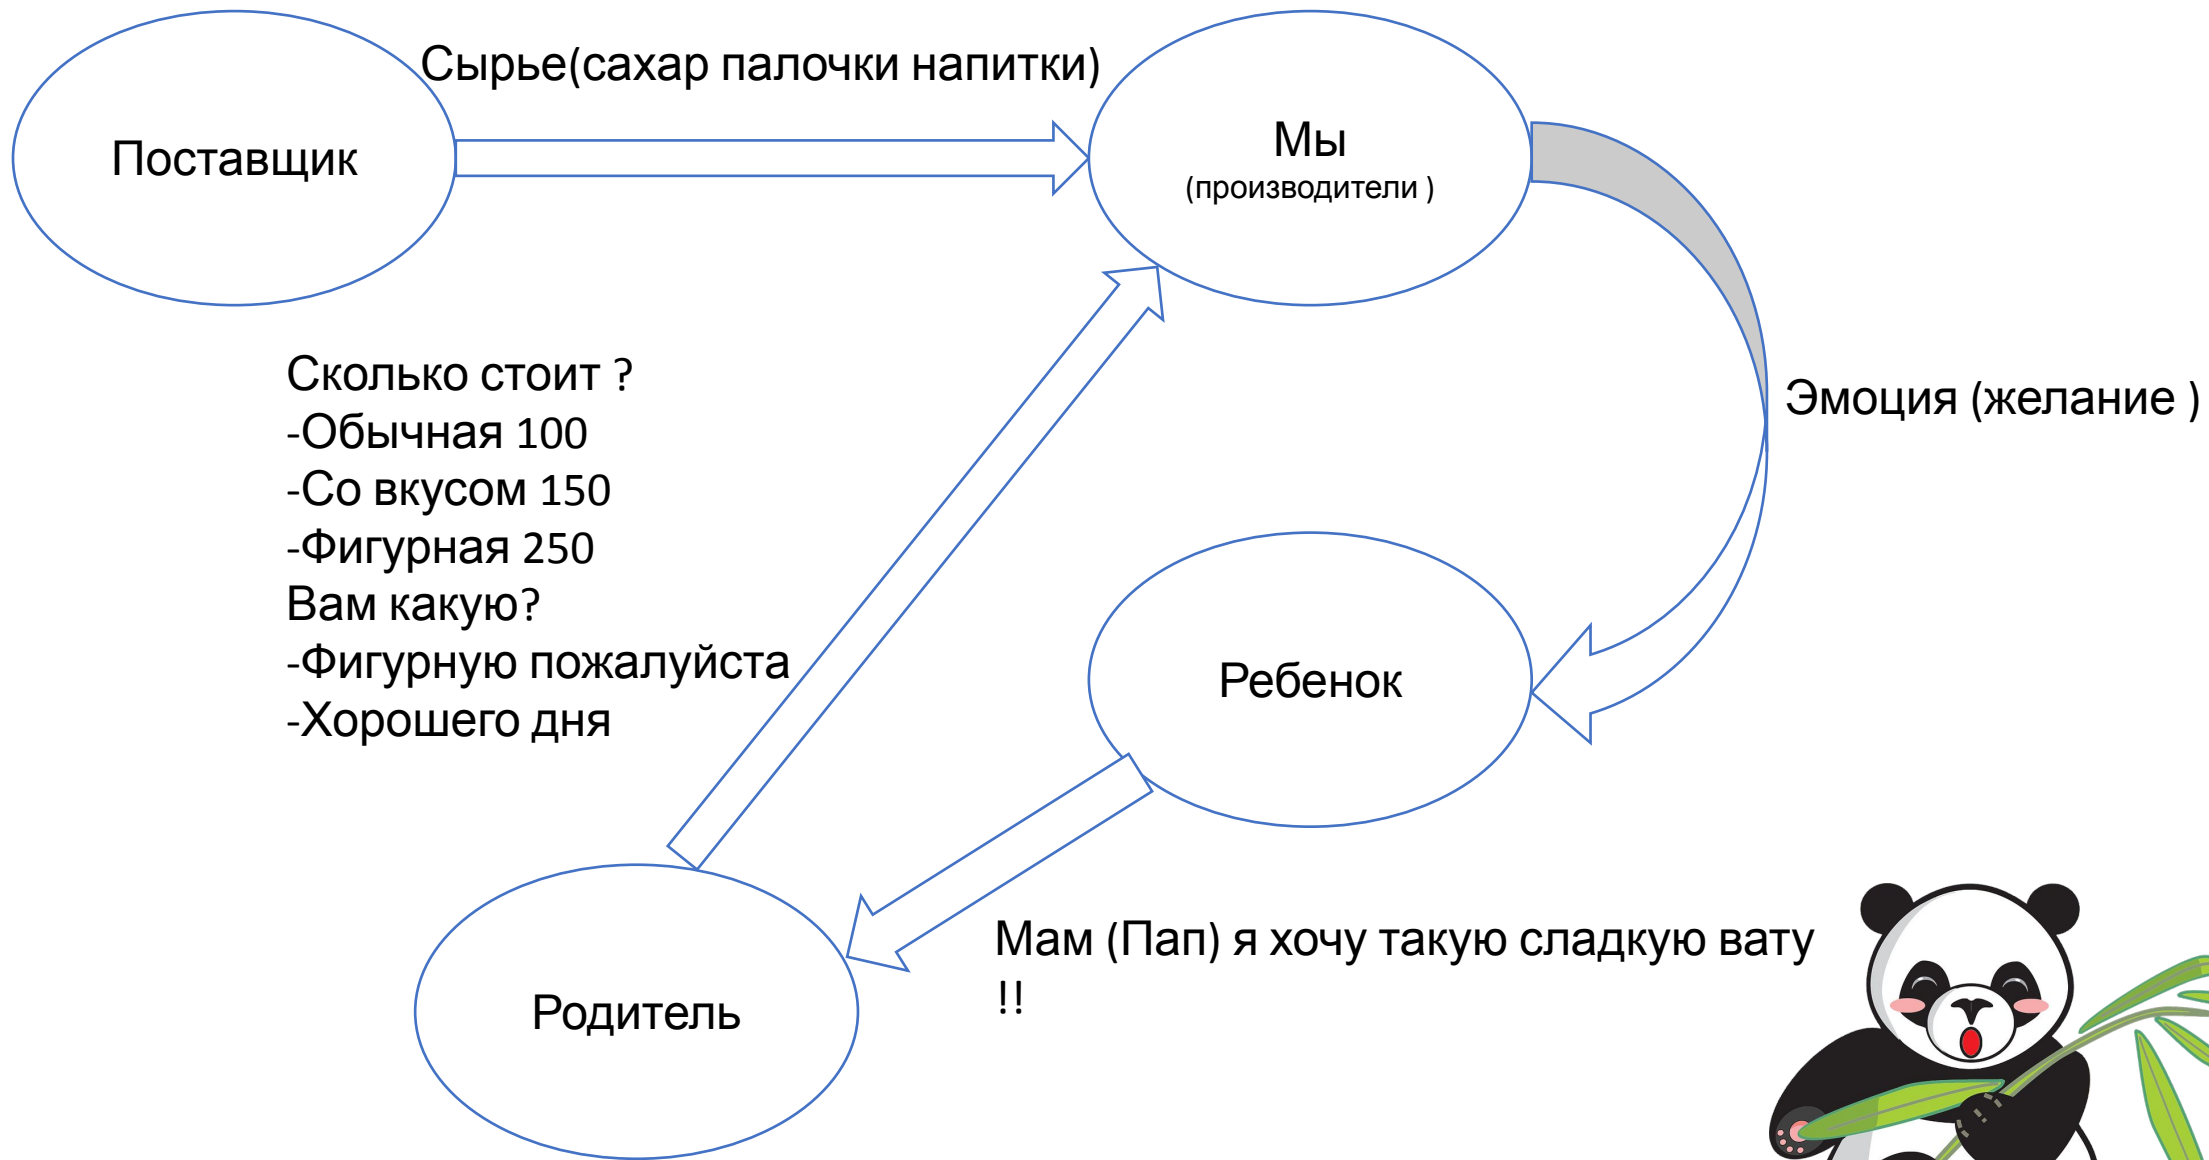 Сырье(сахар палочки напитки)
Поставщик
Мы
(производители )
Сколько стоит ?
-Обычная 100
-Со вкусом 150
-Фигурная 250
Вам какую?
-Фигурную пожалуйста
-Хорошего дня
Эмоция (желание )
Ребенок
Мам (Пап) я хочу такую сладкую вату
!!
Родитель